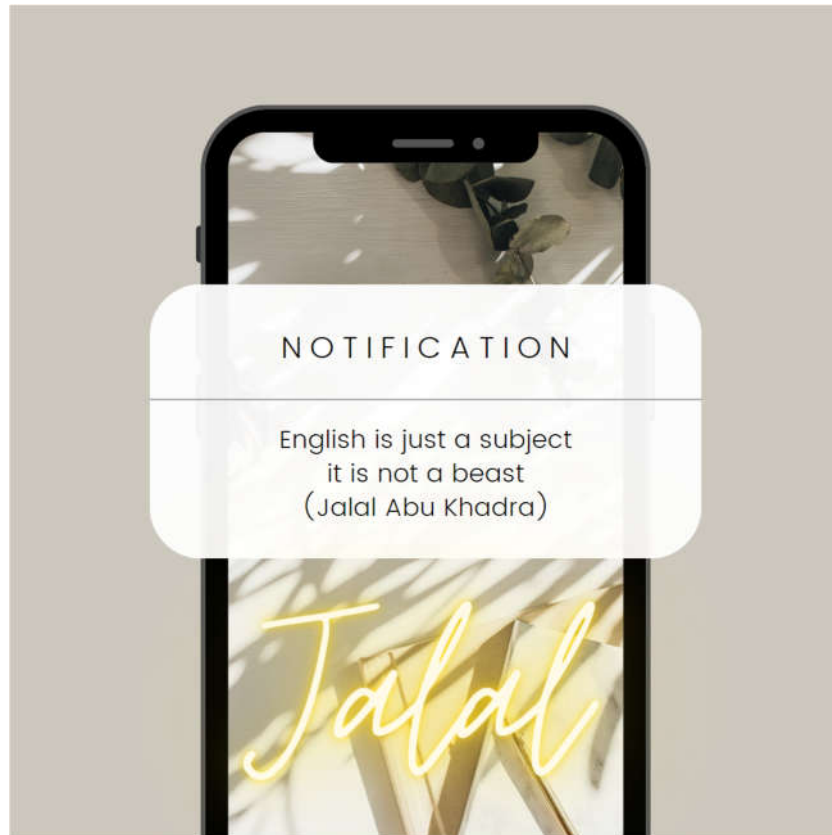 NOTIFICATION
English is just a subject
it is not a beast
(Jalal Abu Khadra)
Jalal